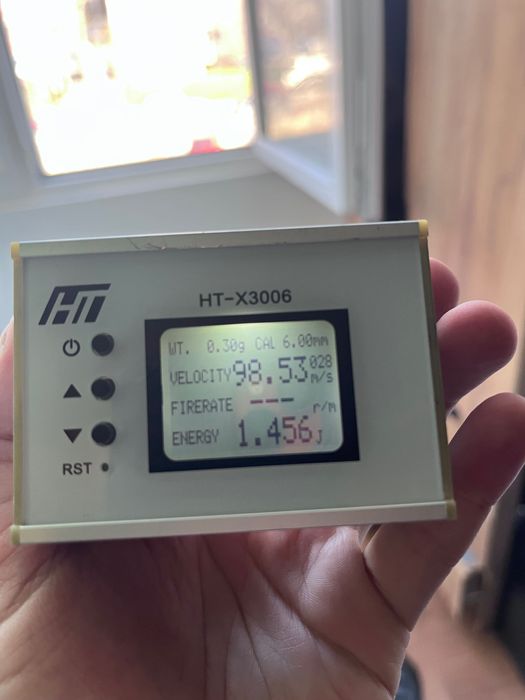 HT
HT-X3006
WT. 0.30g CAL 6.00mm
VELOCITY 98.53 028 m/s
FIRERATE --- r/m
ENERGY 1.456 J
RST